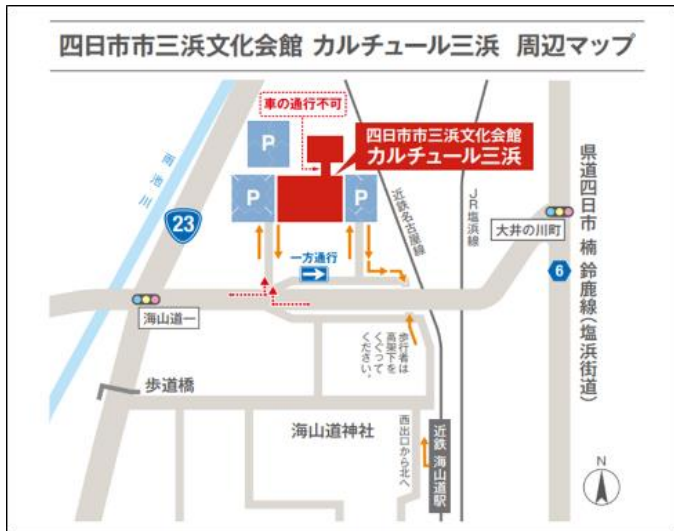 四日市市三浜文化会館 カルチュール三浜 周辺マップ
車の通行不可
P
四日市市三浜文化会館
カルチュール三浜
雨池川
P
P
23
近鉄名古屋線
JR塩浜線
大井の川町
県道四日市 楠 鈴鹿線(塩浜街道)
6
一方通行
海山道一
歩行者は
高架下を
くぐって
ください。
歩道橋
海山道神社
西出口から北へ
近鉄 海山道駅
N